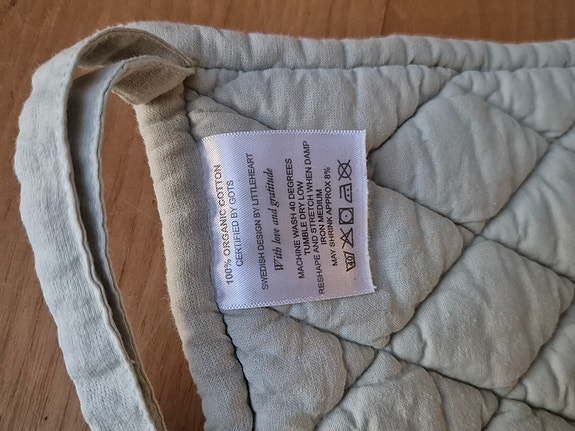 100% ORGANIC COTTON
CERTIFIED BY GOTS
SWEDISH DESIGN BY LITTLEHEART
With love and gratitude
MACHINE WASH 40 DEGREES
TUMBLE DRY LOW
RESHAPE AND STRETCH WHEN DAMP
IRON MEDIUM
MAY SHRINK APPROX 8%